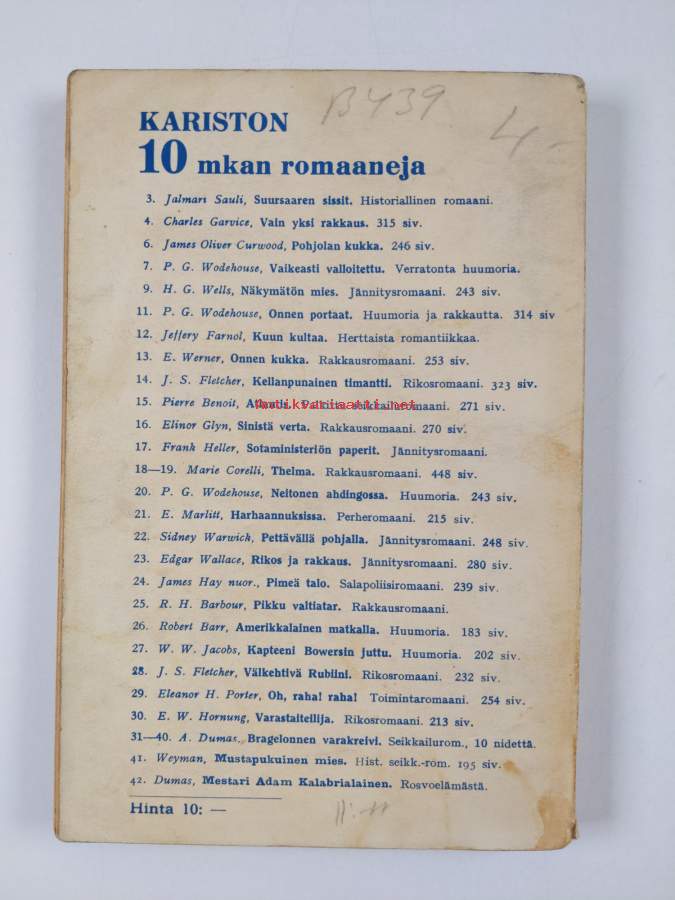 B439
4-
KARISTON
10 mkan romaaneja
3. Jalmari Sauli, Suursaaren sissit. Historiallinen romaani.
4. Charles Garvice, Vain yksi rakkaus. 315 siv.
6. James Oliver Curwood, Pohjolan kukka. 246 siv.
7. P. G. Wodehouse, Vaikeasti valloitettu. Verratonta huumoria.
9. H. G. Wells, Näkymätön mies. Jännitysromaani. 243 siv.
11. P. G. Wodehouse, Onnen portaat. Huumoria ja rakkautta. 314 siv
12. Jeffery Farnol, Kuun kultaa. Herttaista romantiikkaa.
13. E. Werner, Onnen kukka. Rakkausromaani. 253 siv.
14. J. S. Fletcher, Kellanpunainen timantti. Rikosromaani. 323 siv.
15. Pierre Benoit, Atlantis. seikkailuromaani. 271 siv.
antikvariaatti.net
16. Elinor Glyn, Sinistä verta. Rakkausromaani. 270 siv.
17. Frank Heller, Sotaministeriön paperit. Jännitysromaani.
18—19. Marie Corelli, Thelma. Rakkausromaani. 448 siv.
20. P. G. Wodehouse, Neitonen ahdingossa. Huumoria. 243 siv.
21. E. Marlitt, Harhaannuksissa. Perheromaani. 215 siv.
22. Sidney Warwich, Pettävällä pohjalla. Jännitysromaani. 248 siv.
23. Edgar Wallace, Rikos ja rakkaus. Jännitysromaani. 280 siv.
24. James Hay nuor., Pimeä talo. Salapoliisiromaani. 239 siv.
25. R. H. Barbour, Pikku valtiatar. Rakkausromaani.
26. Robert Barr, Amerikkalainen matkalla. Huumoria. 183 siv.
27. W. W. Jacobs, Kapteeni Bowersin juttu. Huumoria. 202 siv.
28. J. S. Fletcher, Välkehtivä Rubiini. Rikosromaani. 232 siv.
29. Eleanor H. Porter, Oh, raha! raha! Toimintaromaani. 254 siv.
30. E. W. Hornung, Varastaiteilija. Rikosromaani. 213 siv.
31—40. A. Dumas, Bragelonnen varakreivi. Seikkailurom., 10 nidettä.
41. Weyman, Mustapukuinen mies. Hist. seikk.-rom. 195 siv.
42. Dumas, Mestari Adam Kalabrialainen. Rosvoelämästä.
Hinta 10: —